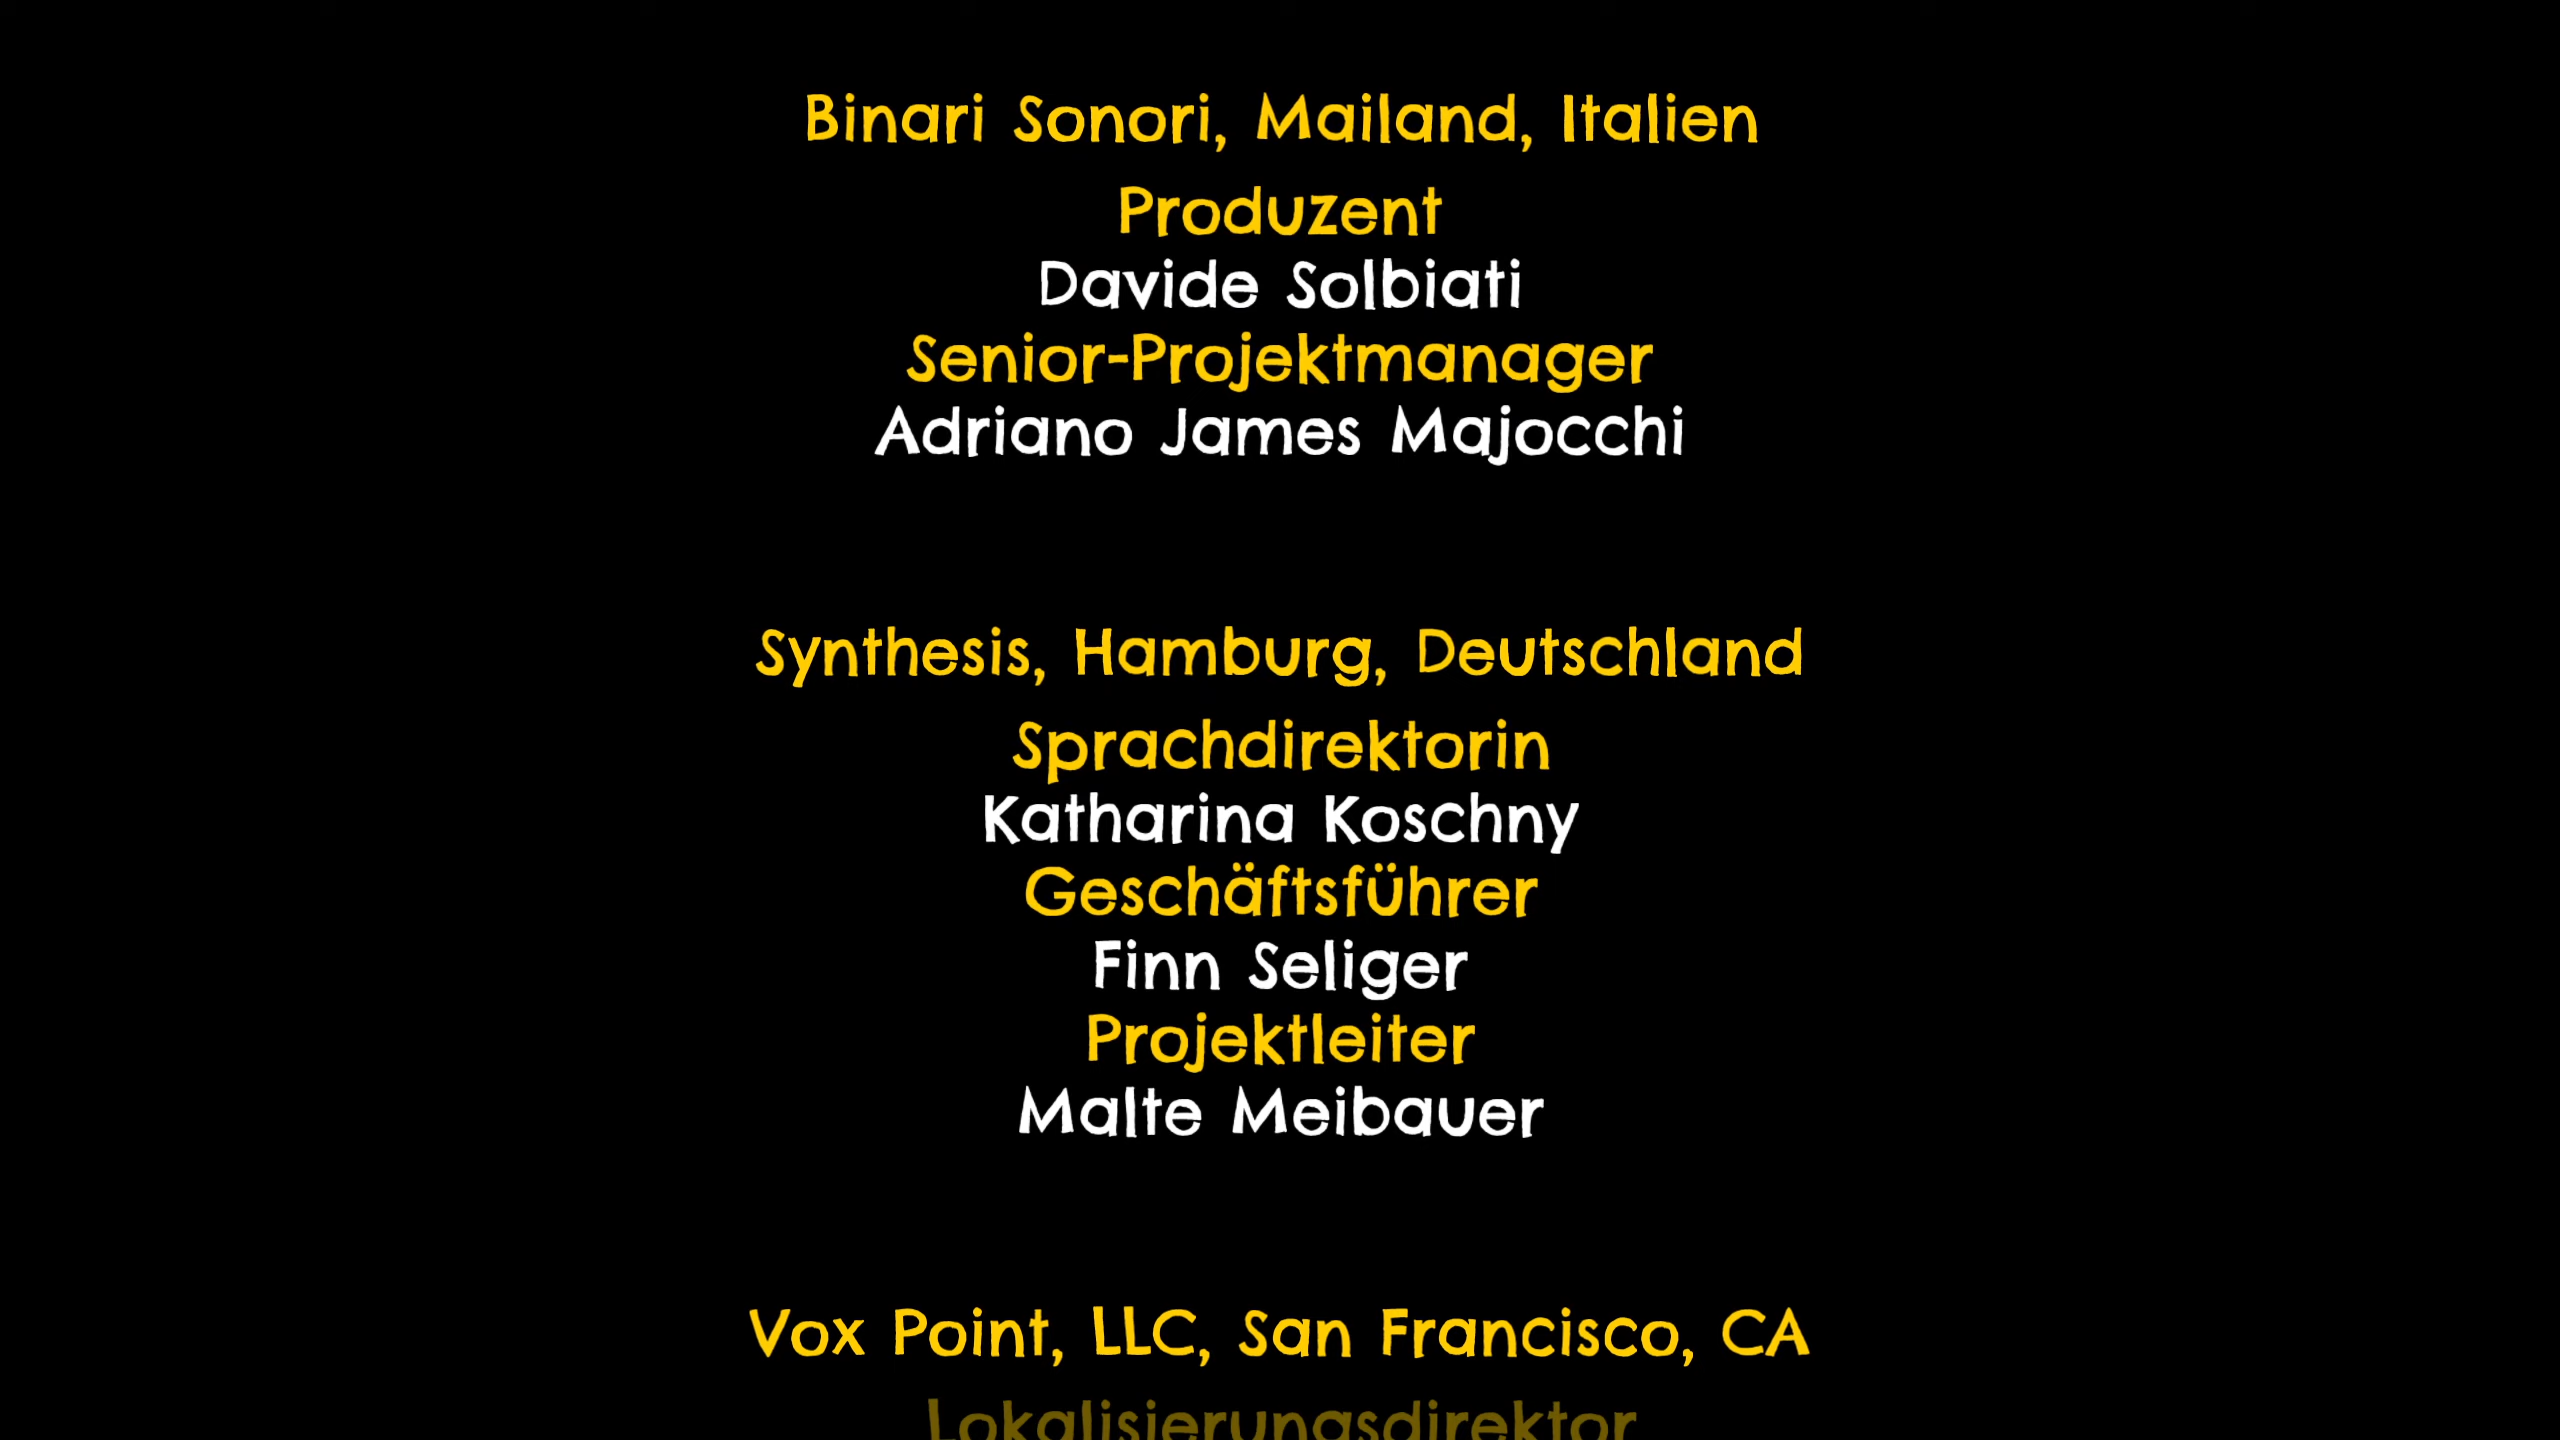 Binari Sonori, Mailand, Italien
Produzent
Davide Solbiati
Senior-Projektmanager
Adriano James Majocchi
Synthesis, Hamburg, Deutschland
Sprachdirektorin
Katharina Koschny
Geschäftsführer
Finn Seliger
Projektleiter
Malte Meibauer
Vox Point, LLC, San Francisco, CA
Lokalisierungsdirektor